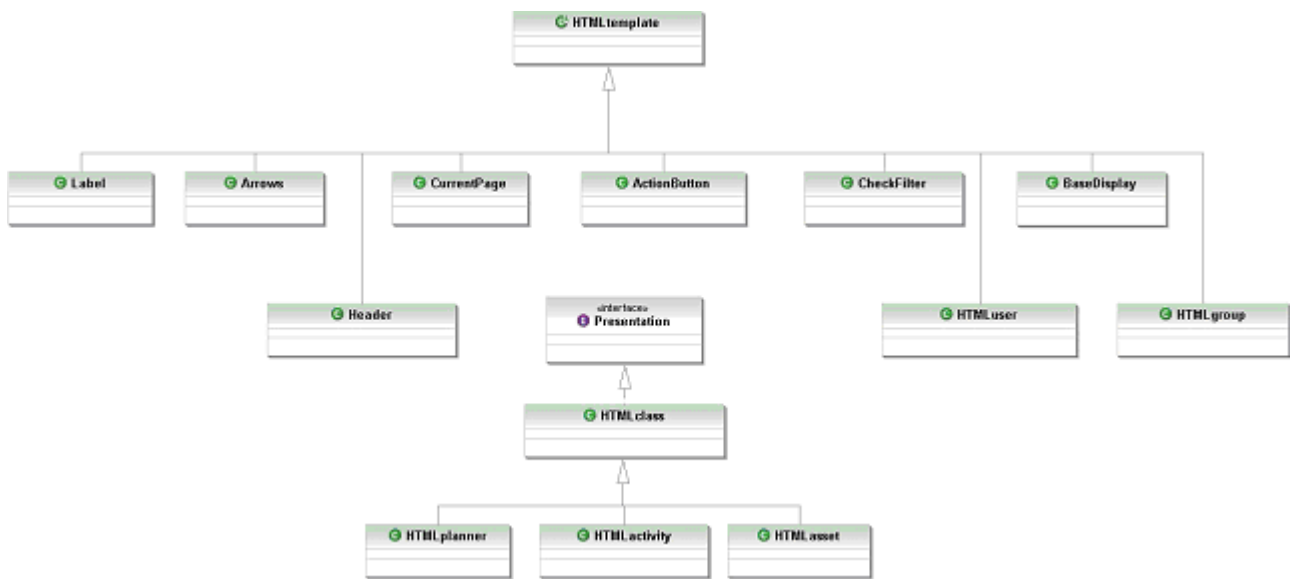 HTMLtemplate
Label
Arrows
CurrentPage
ActionButton
CheckFilter
BaseDisplay
Header
«interface»
Presentation
HTMLuser
HTMLgroup
HTMLclass
HTMLplanner
HTMLactivity
HTMLasset